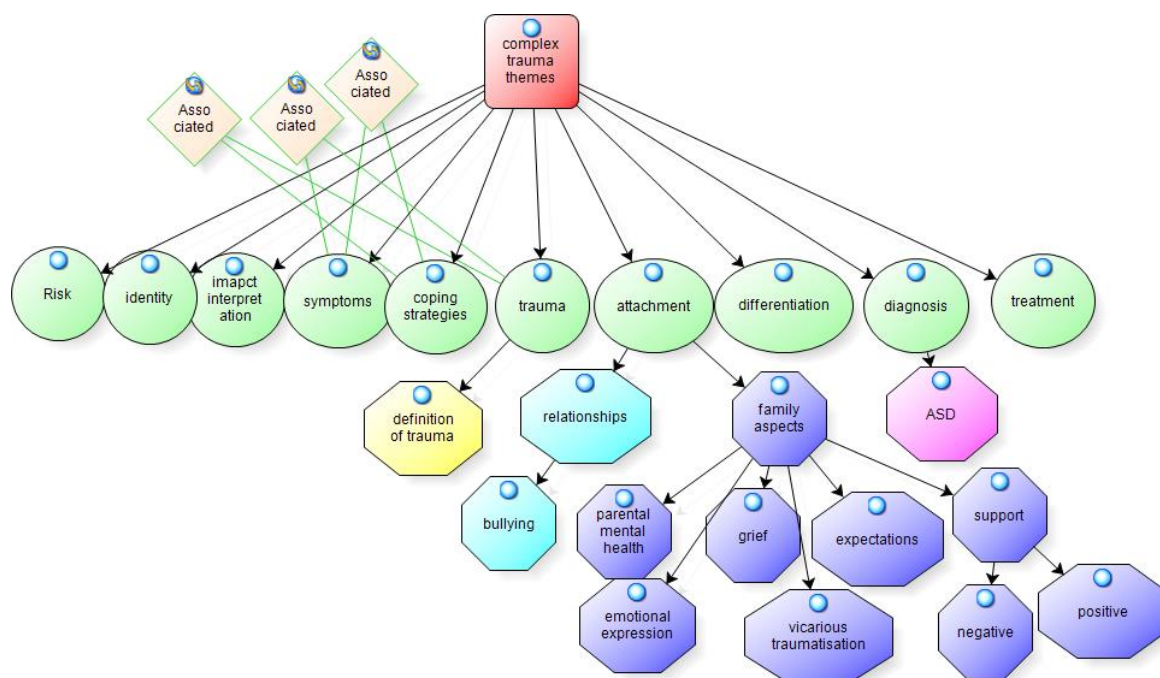 complex
trauma
themes
Asso
ciated
Asso
ciated
Asso
ciated
Risk
identity
imapct
interpret
ation
symptoms
coping
strategies
trauma
attachment
differentiation
diagnosis
treatment
definition
of trauma
relationships
family
aspects
ASD
bullying
parental
mental
health
grief
expectations
support
emotional
expression
vicarious
traumatisation
negative
positive